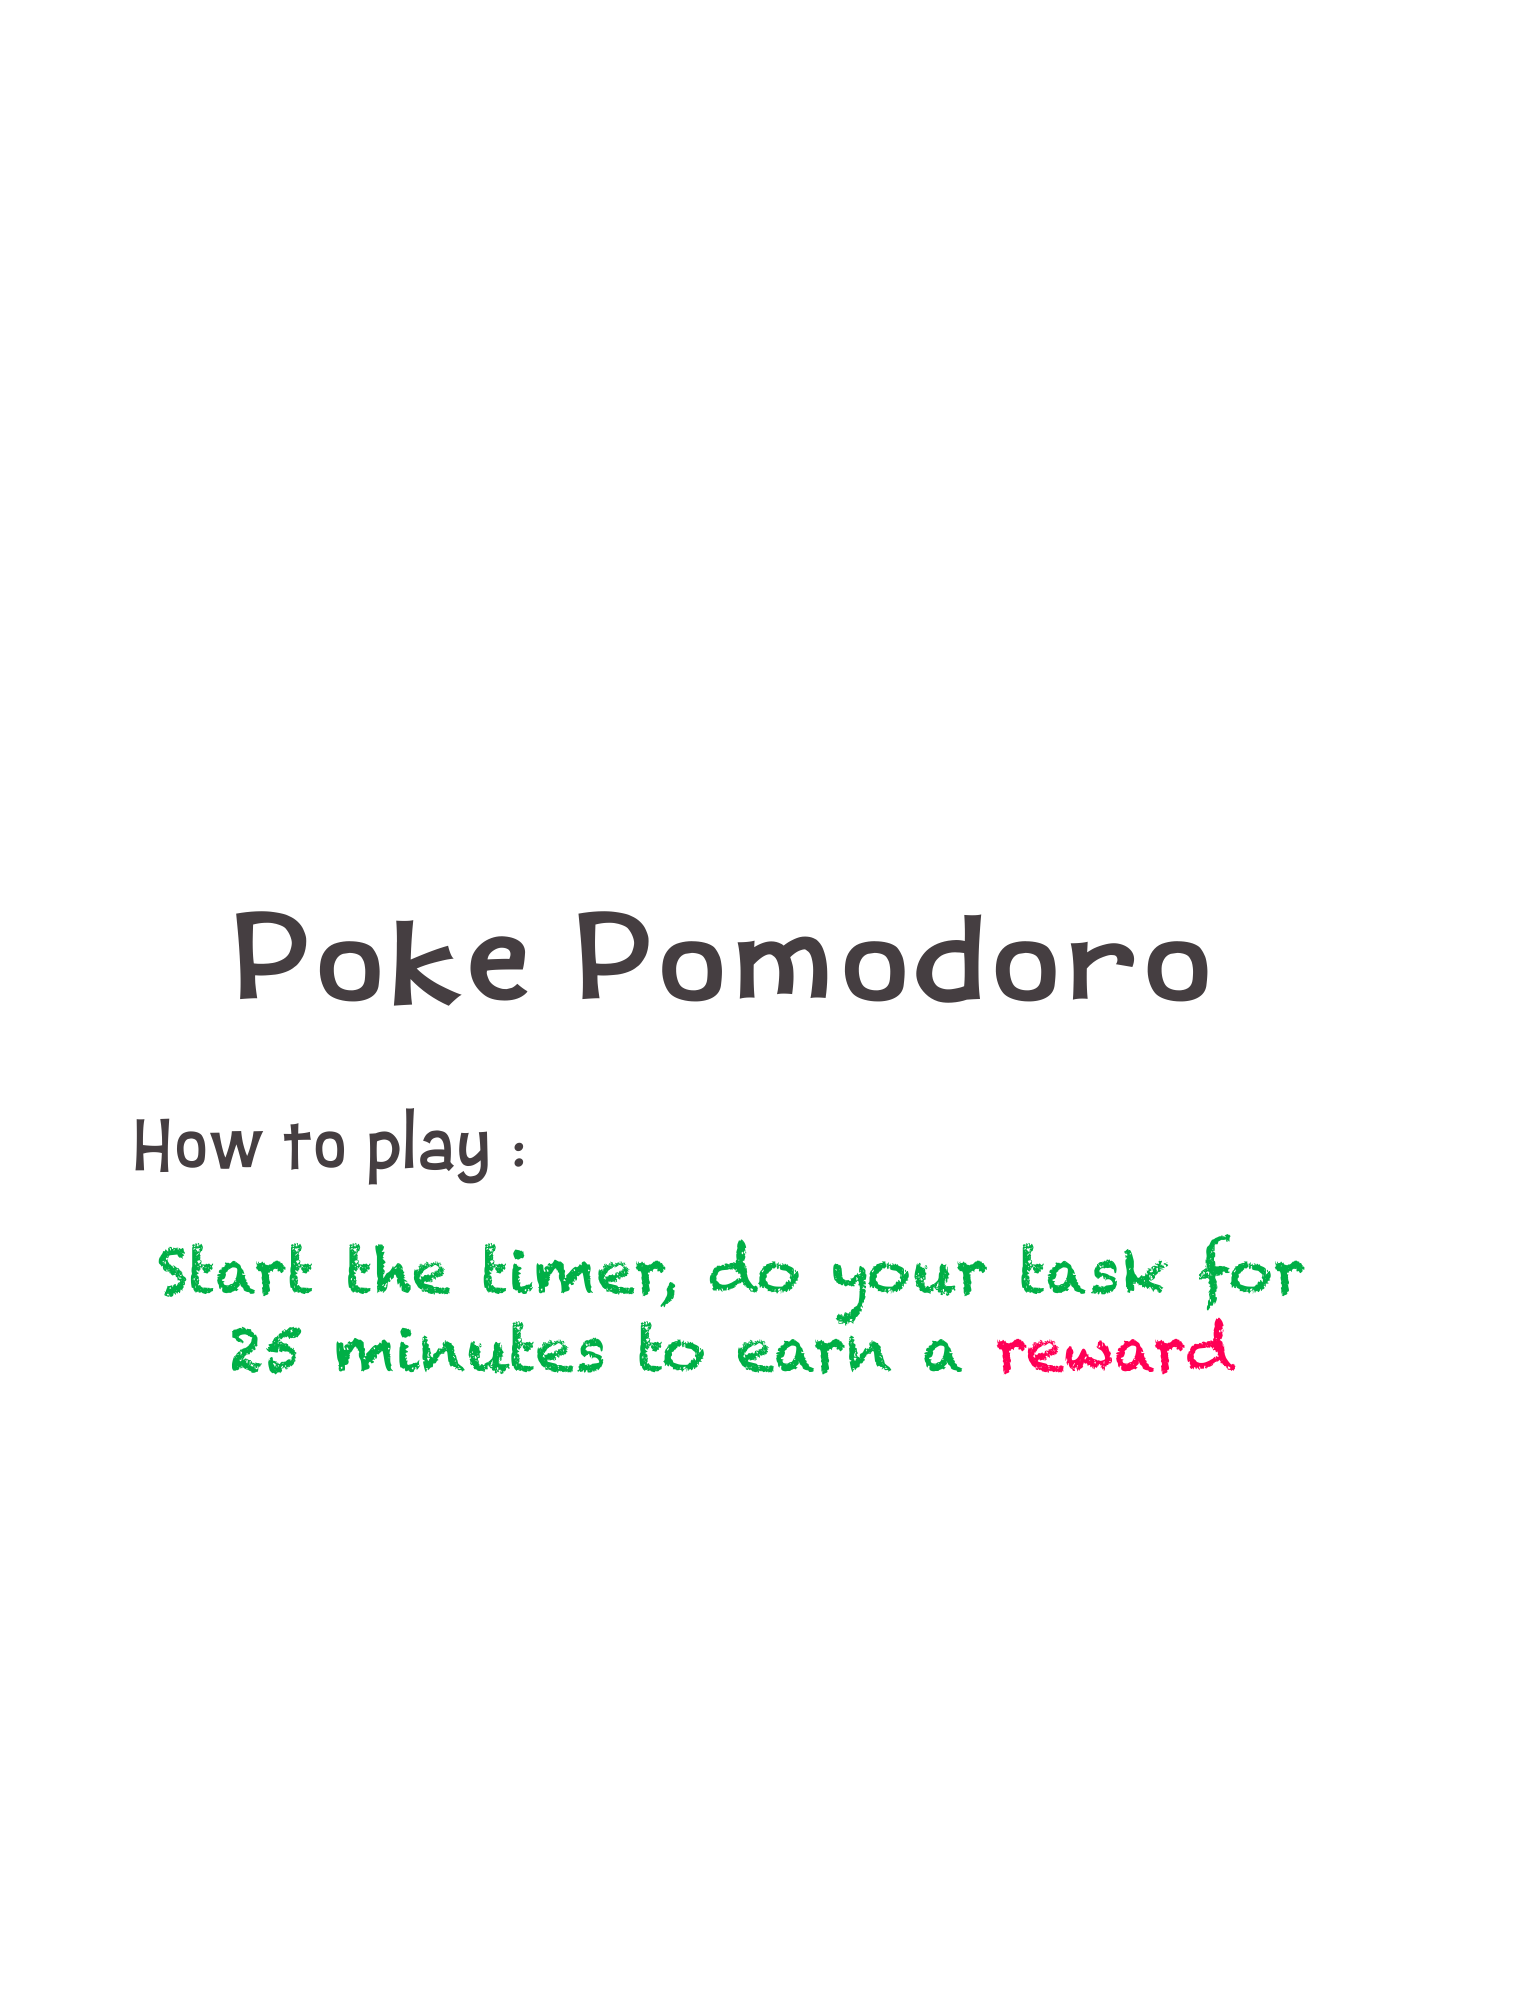 Poke Pomodoro
How to play :
Start the timer, do your task for
25 minutes to earn a reward